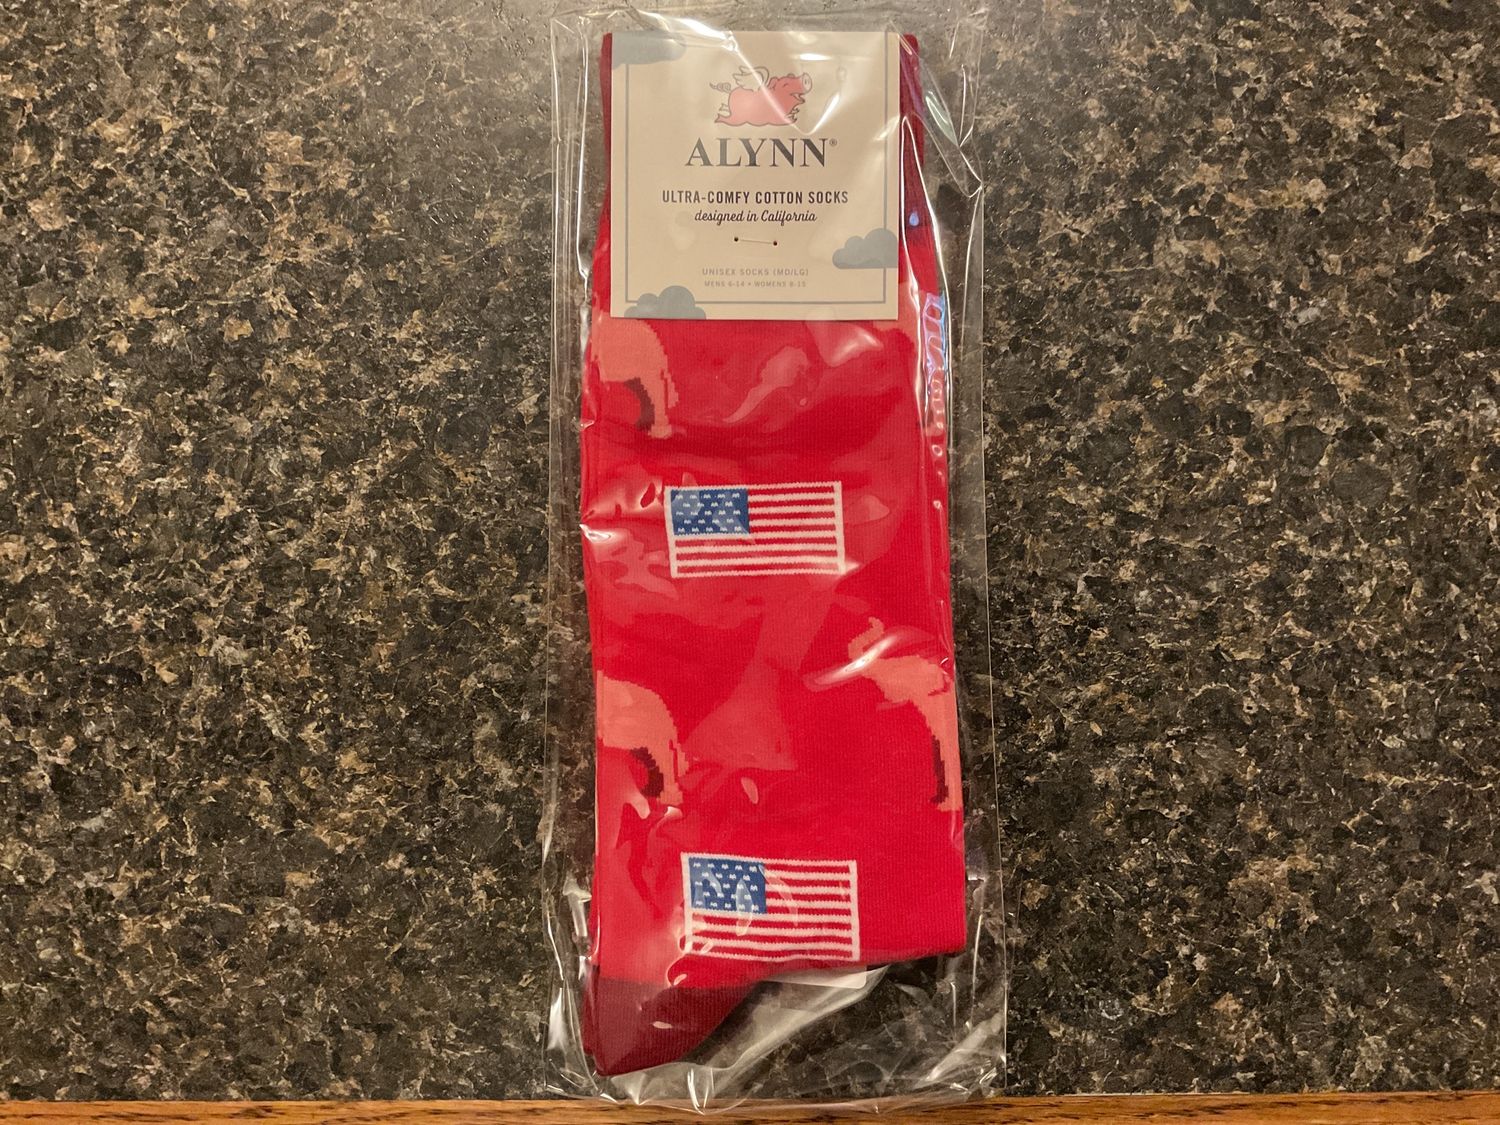 ALYNN®
ULTRA-COMFY COTTON SOCKS
designed in California
UNISEX SOCKS (MD/LG)
MENS 6-14 • WOMENS 8-15